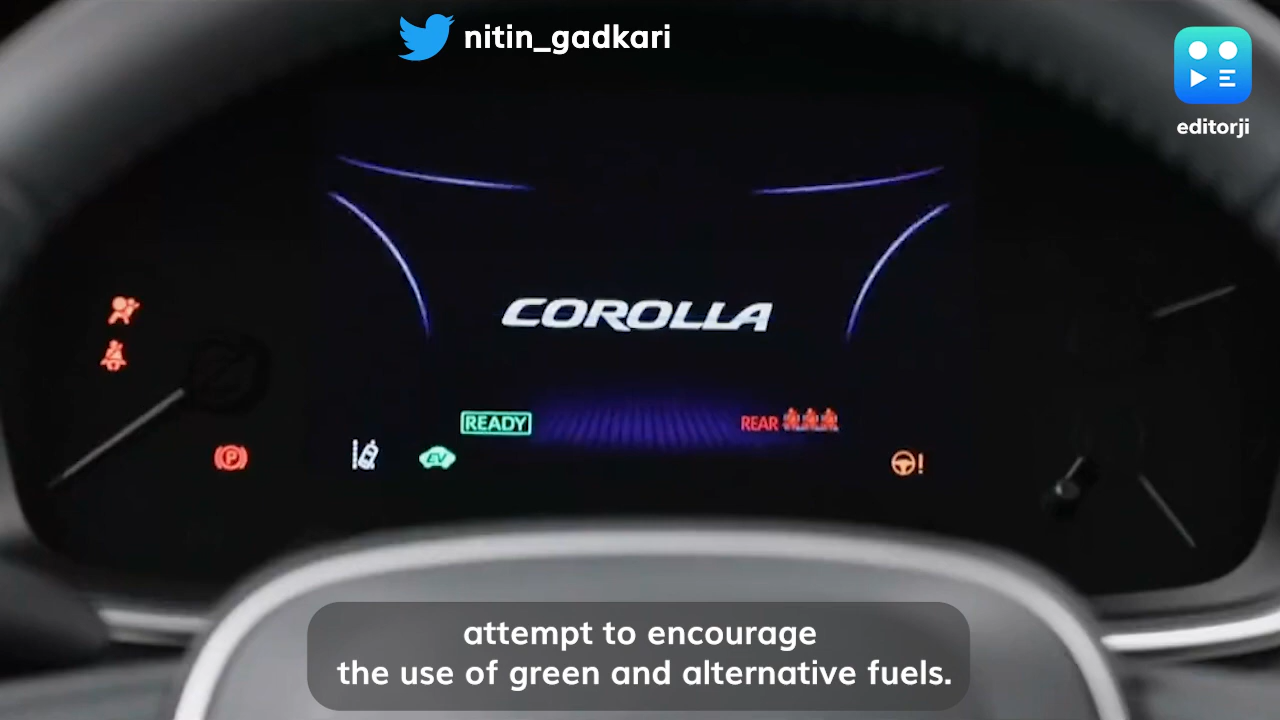 nitin_gadkari
editorji
COROLLA
READY
REAR
P
EV
attempt to encourage
the use of green and alternative fuels.